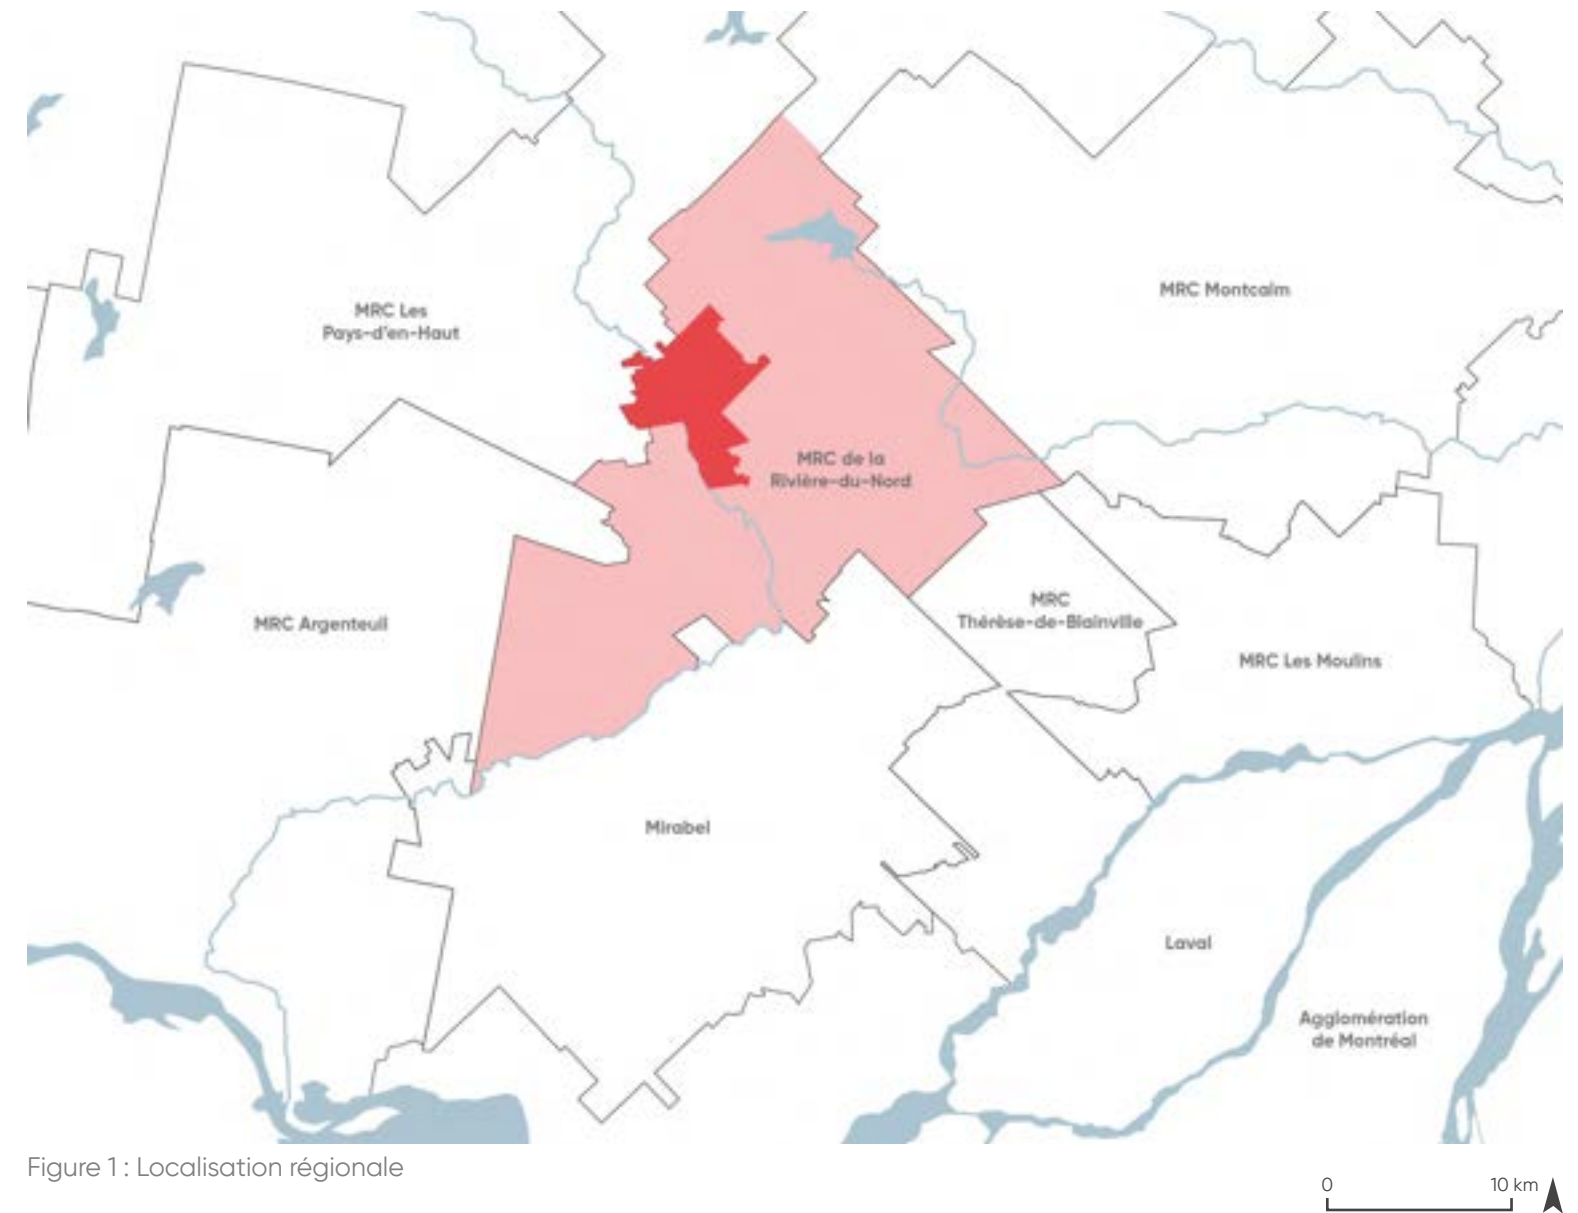 MRC Les
Pays-d'en-Haut
MRC Montcalm
MRC de la
Rivière-du-Nord
MRC
Thérèse-de-Blainville
MRC Argenteuil
MRC Les Moulins
Mirabel
Laval
Agglomération
de Montréal
Figure 1 : Localisation régionale
0 10 km